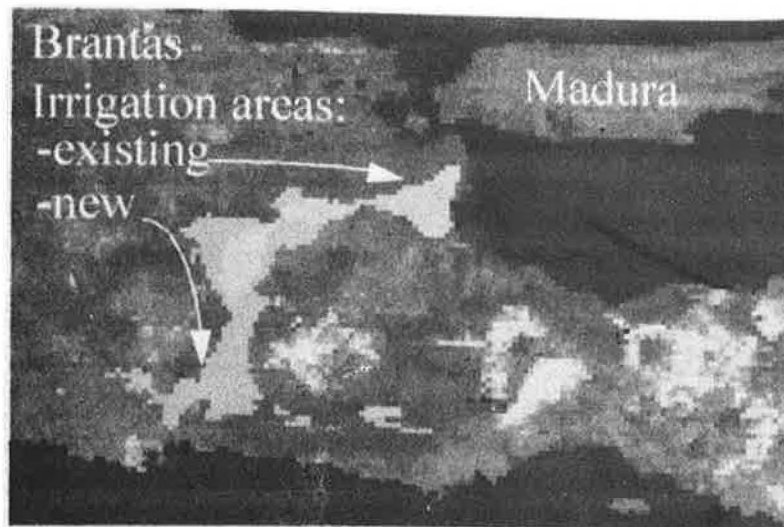 Brantas
Irrigation areas:
-existing
-new
Madura